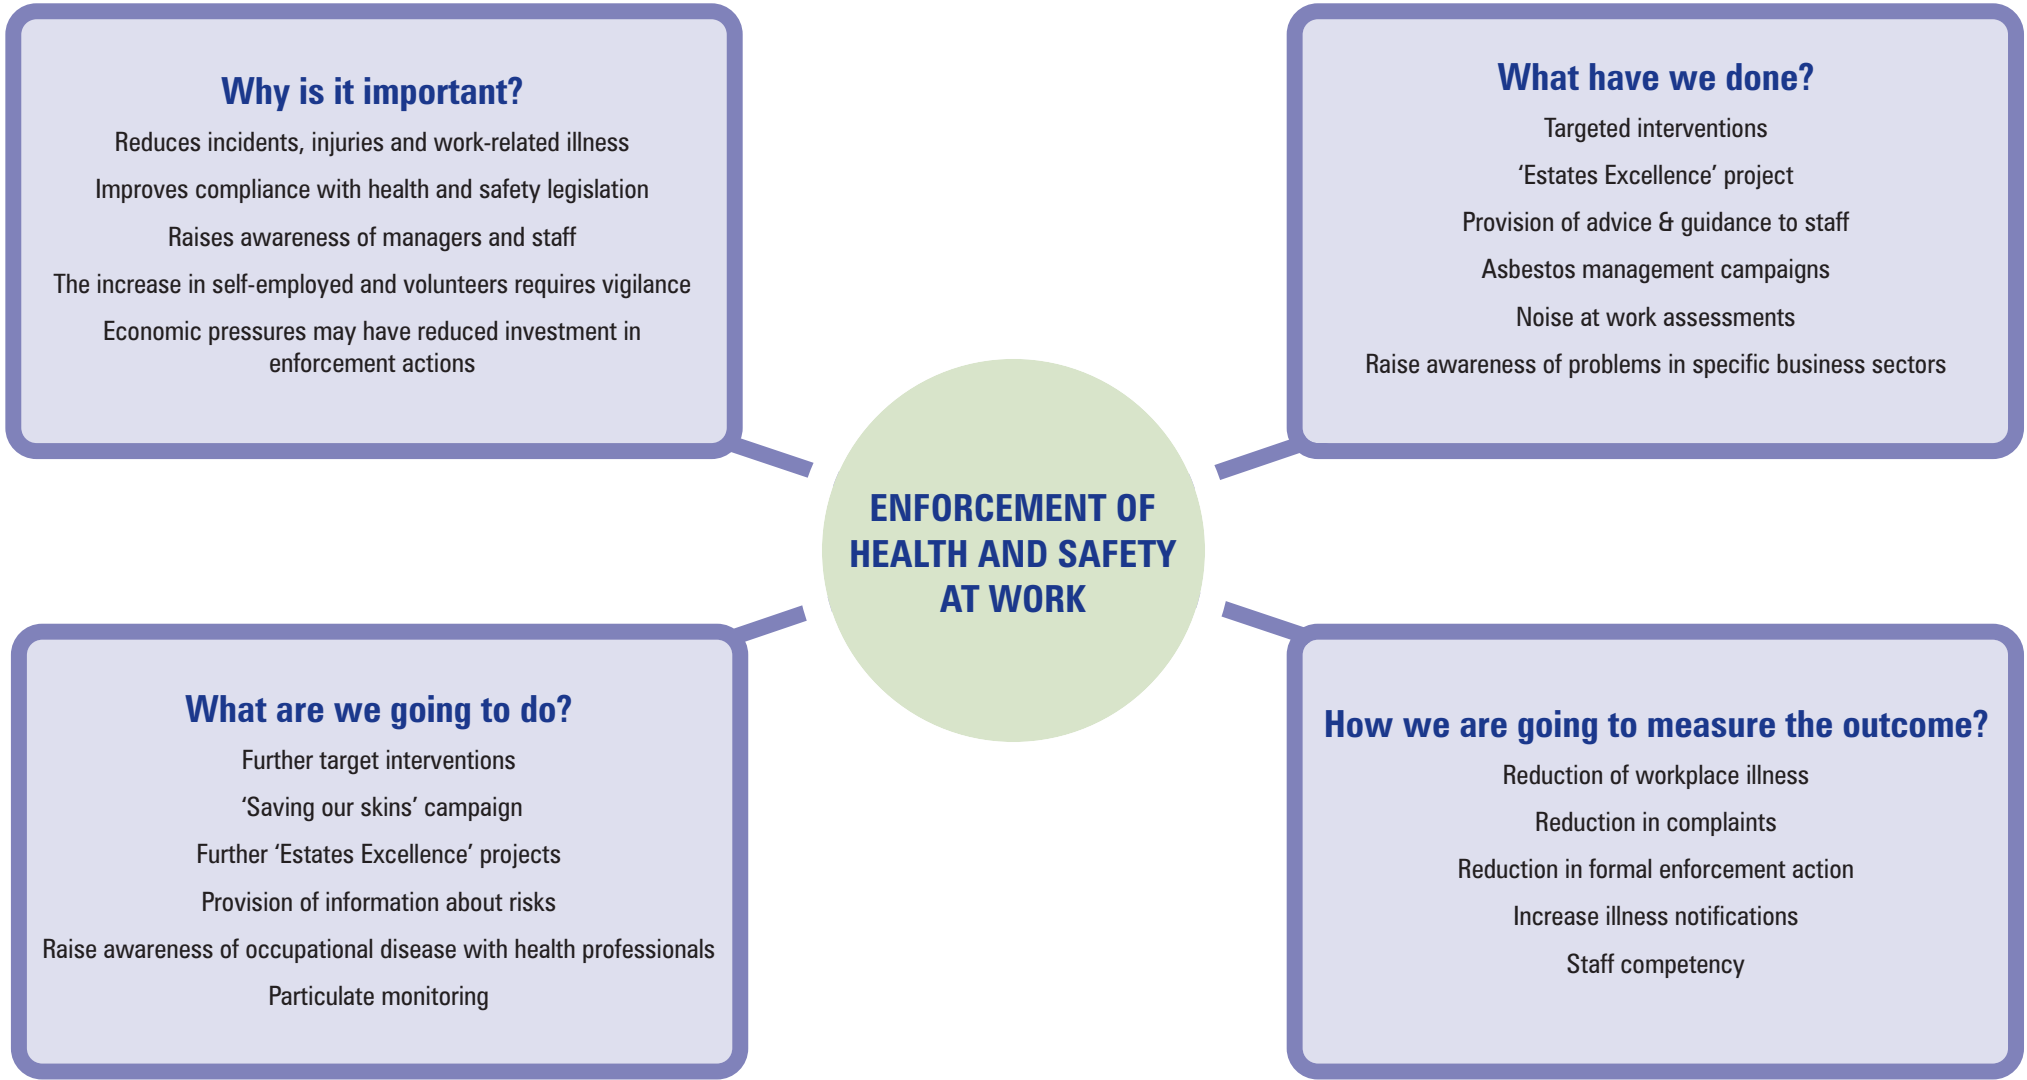 Why is it important?
Reduces incidents, injuries and work-related illness
Improves compliance with health and safety legislation
Raises awareness of managers and staff
The increase in self-employed and volunteers requires vigilance
Economic pressures may have reduced investment in
enforcement actions
What have we done?
Targeted interventions
‘Estates Excellence’ project
Provision of advice & guidance to staff
Asbestos management campaigns
Noise at work assessments
Raise awareness of problems in specific business sectors
ENFORCEMENT OF
HEALTH AND SAFETY
AT WORK
What are we going to do?
Further target interventions
‘Saving our skins’ campaign
Further ‘Estates Excellence’ projects
Provision of information about risks
Raise awareness of occupational disease with health professionals
Particulate monitoring
How we are going to measure the outcome?
Reduction of workplace illness
Reduction in complaints
Reduction in formal enforcement action
Increase illness notifications
Staff competency